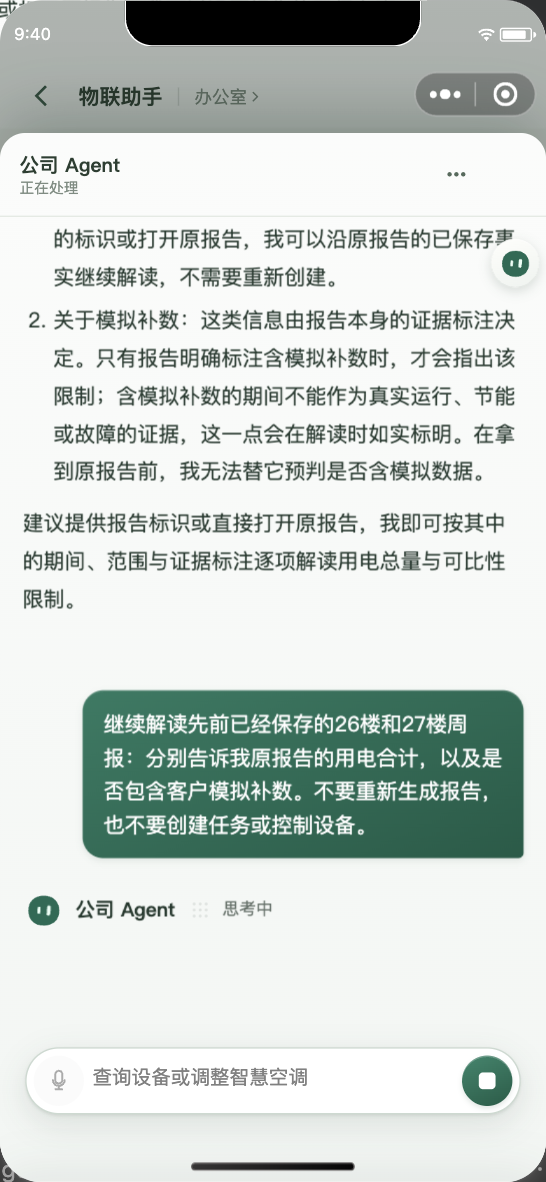 9:40
物联助手
办公室
公司 Agent
正在处理
的标识或打开原报告，我可以沿原报告的已保存事
实继续解读，不需要重新创建。
2. 关于模拟补数：这类信息由报告本身的证据标注决
定。只有报告明确标注含模拟补数时，才会指出该
限制；含模拟补数的期间不能作为真实运行、节能
或故障的证据，这一点会在解读时如实标明。在拿
到原报告前，我无法替它预判是否含模拟数据。
建议提供报告标识或直接打开原报告，我即可按其中
的期间、范围与证据标注逐项解读用电总量与可比性
限制。
继续解读先前已经保存的26楼和27楼周
报：分别告诉我原报告的用电合计，以及是
否包含客户模拟补数。不要重新生成报告，
也不要创建任务或控制设备。
公司 Agent 思考中
查询设备或调整智慧空调